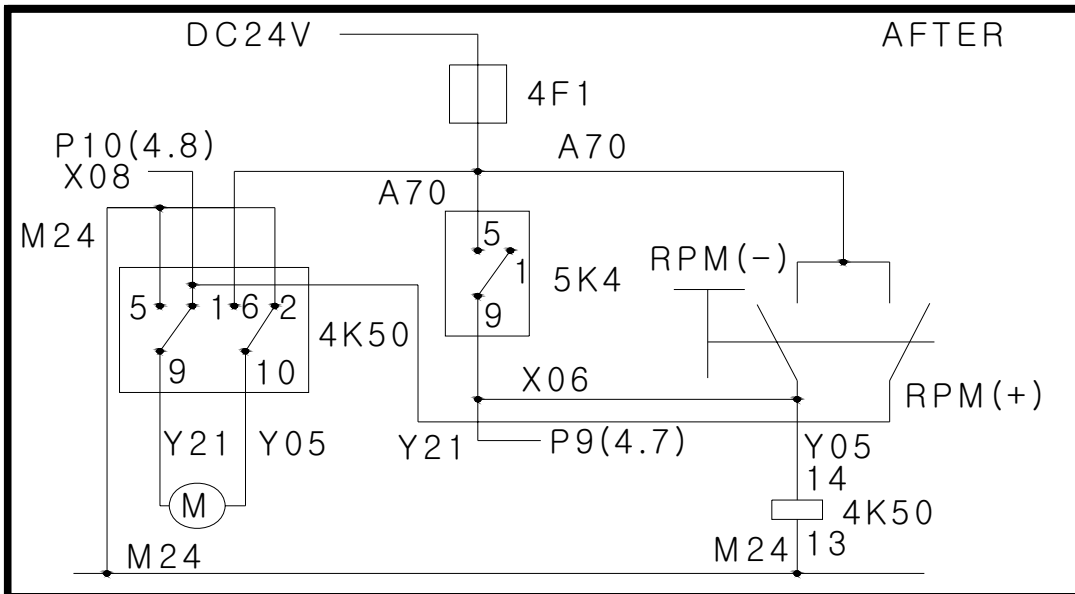 DC24V
AFTER
4F1
P10(4.8)
A70
X08
A70
M24
5
RPM(-)
1
5K4
5 1 6 2
9
4K50
9 10
X06
RPM(+)
Y21 Y05
Y21
P9(4.7)
Y05
14
M
4K50
M24
M24 13